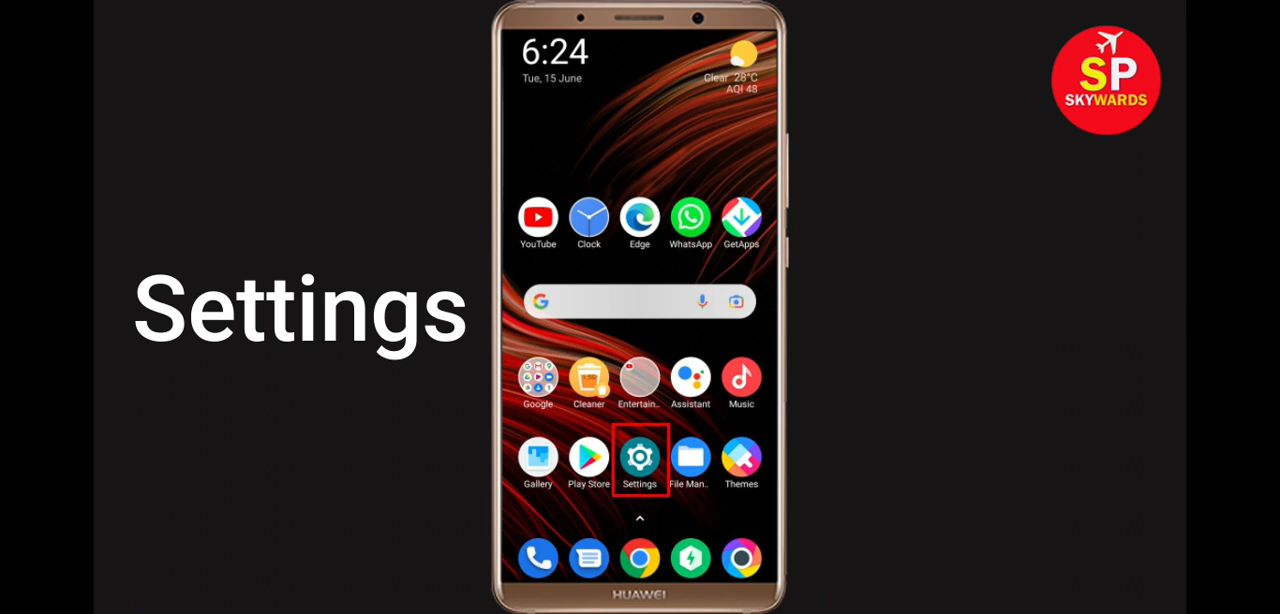 6:24
Tue, 15 June
Clear 28°C
AQI 48
SP
SKYWARDS
YouTube Clock Edge WhatsApp GetApps
Settings
Google Cleaner Entertain.. Assistant Music
Gallery Play Store Settings File Man.. Themes
HUAWEI